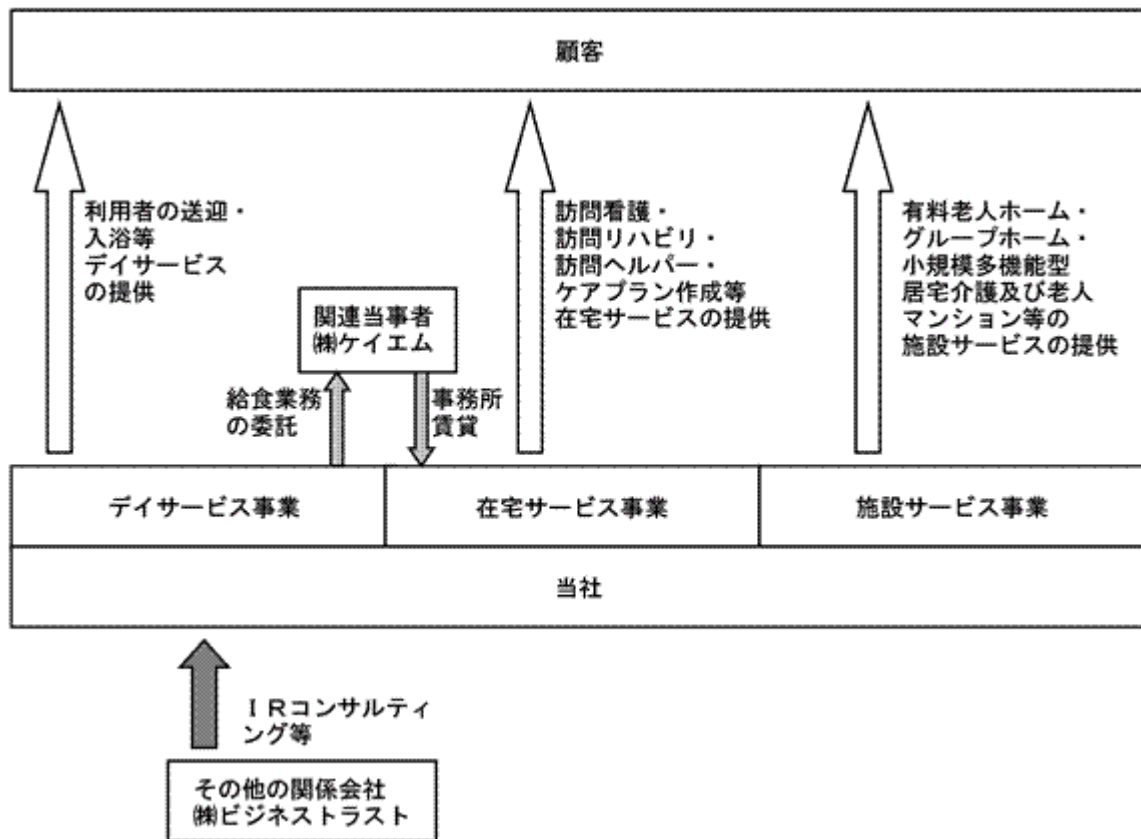 顧客
利用者の送迎・
入浴等
デイサービス
の提供
訪問看護・
訪問リハビリ・
訪問ヘルパー・
ケアプラン作成等
在宅サービスの提供
有料老人ホーム・
グループホーム・
小規模多機能型
居宅介護及び老人
マンション等の
施設サービスの提供
関連当事者
㈱ケイエム
給食業務
の委託
事務所
賃貸
デイサービス事業
在宅サービス事業
施設サービス事業
当社
ＩＲコンサルティ
ング等
その他の関係会社
㈱ビジネストラスト